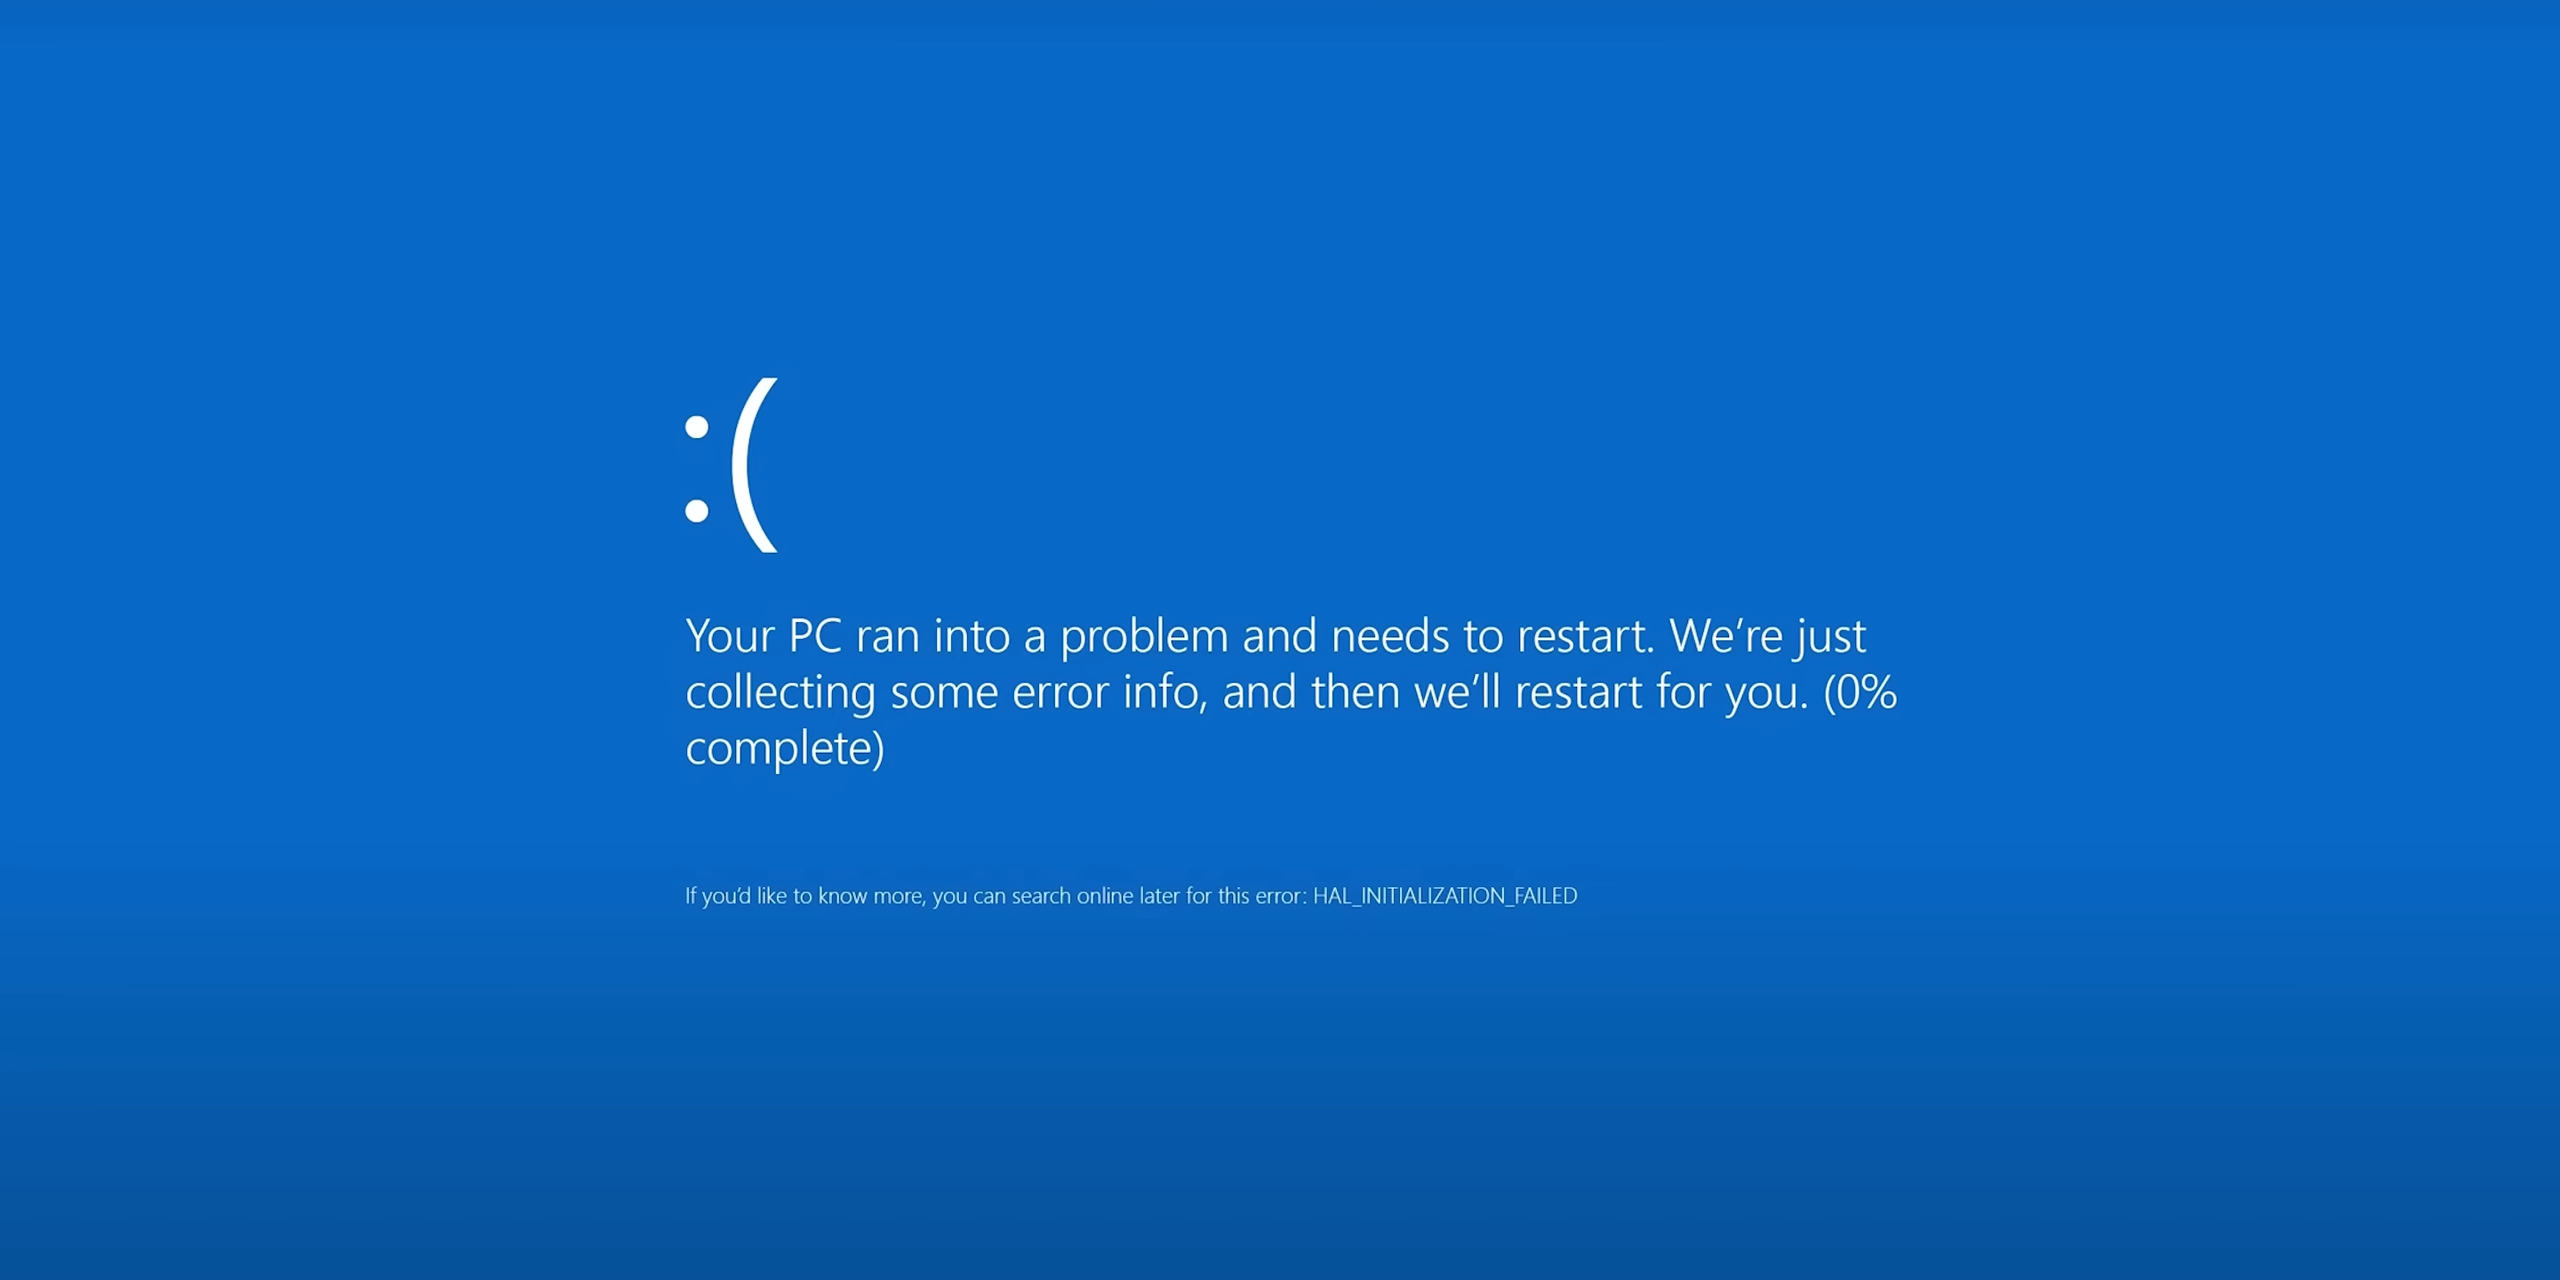 :(
Your PC ran into a problem and needs to restart. We’re just
collecting some error info, and then we’ll restart for you. (0%
complete)
If you’d like to know more, you can search online later for this error: HAL_INITIALIZATION_FAILED